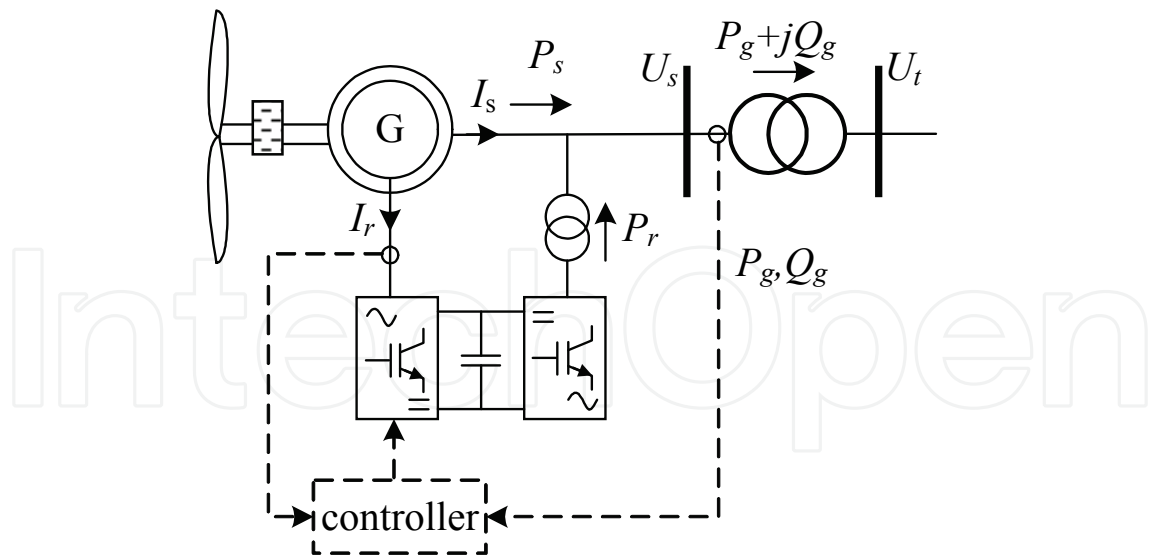 P_g+jQ_g
P_s
U_s
U_t
I_s
G
I_r
P_r
P_g,Q_g
IntechOpen
controller